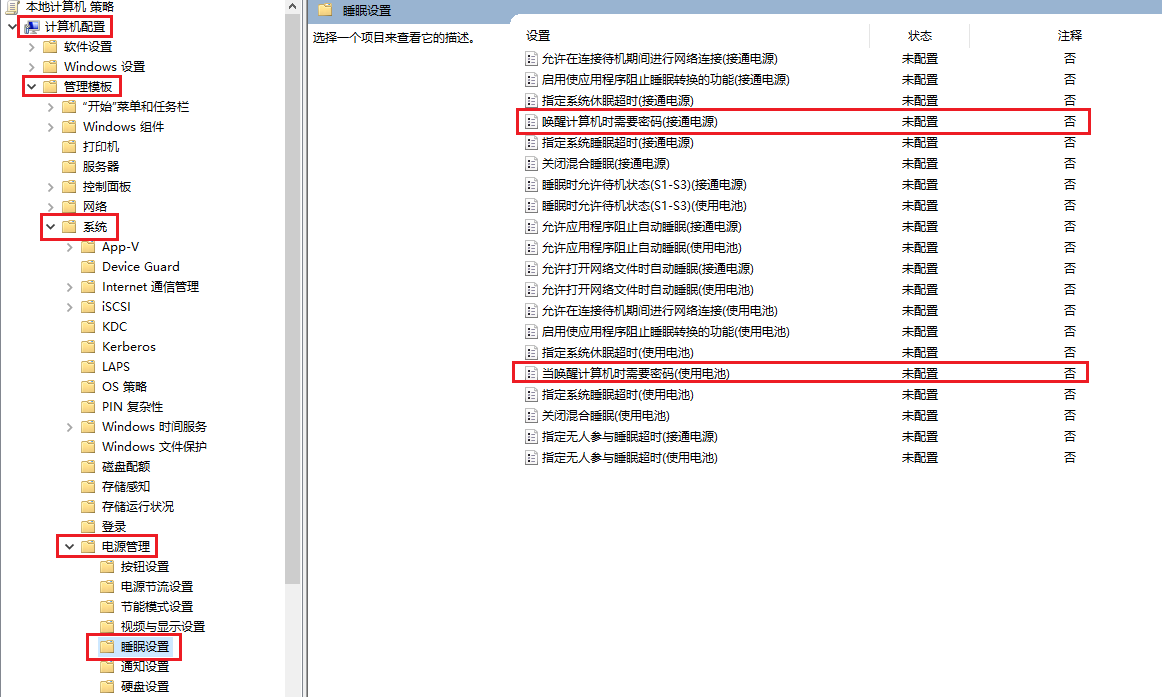 本地计算机 策略
计算机配置
软件设置
Windows 设置
管理模板
"开始"菜单和任务栏
Windows 组件
打印机
服务器
控制面板
网络
系统
App-V
Device Guard
Internet 通信管理
iSCSI
KDC
Kerberos
LAPS
OS 策略
PIN 复杂性
Windows 时间服务
Windows 文件保护
磁盘配额
存储感知
存储运行状况
登录
电源管理
按钮设置
电源节流设置
节能模式设置
视频与显示设置
睡眠设置
通知设置
硬盘设置
睡眠设置
选择一个项目来查看它的描述。
设置 状态 注释
允许在连接待机期间进行网络连接(接通电源) 未配置 否
启用使应用程序阻止睡眠转换的功能(接通电源) 未配置 否
指定系统休眠超时(接通电源) 未配置 否
唤醒计算机时需要密码(接通电源) 未配置 否
指定系统睡眠超时(接通电源) 未配置 否
关闭混合睡眠(接通电源) 未配置 否
睡眠时允许待机状态(S1-S3)(接通电源) 未配置 否
睡眠时允许待机状态(S1-S3)(使用电池) 未配置 否
允许应用程序阻止自动睡眠(接通电源) 未配置 否
允许应用程序阻止自动睡眠(使用电池) 未配置 否
允许打开网络文件时自动睡眠(接通电源) 未配置 否
允许打开网络文件时自动睡眠(使用电池) 未配置 否
允许在连接待机期间进行网络连接(使用电池) 未配置 否
启用使应用程序阻止睡眠转换的功能(使用电池) 未配置 否
指定系统休眠超时(使用电池) 未配置 否
当唤醒计算机时需要密码(使用电池) 未配置 否
指定系统睡眠超时(使用电池) 未配置 否
关闭混合睡眠(使用电池) 未配置 否
指定无人参与睡眠超时(接通电源) 未配置 否
指定无人参与睡眠超时(使用电池) 未配置 否